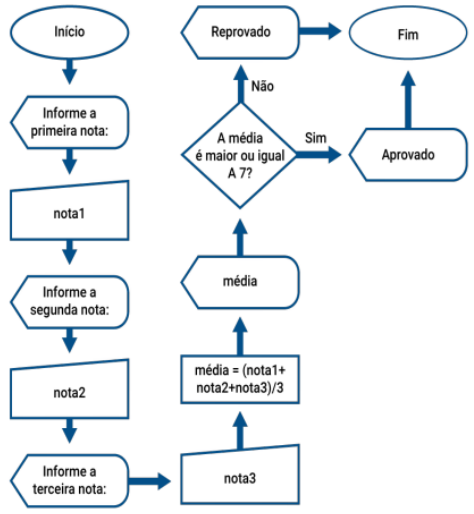 Início
Informe a
primeira nota:
nota1
Informe a
segunda nota:
nota2
Informe a
terceira nota:
nota3
média = (nota1+
nota2+nota3)/3
média
A média
é maior ou igual
A 7?
Não
Reprovado
Sim
Aprovado
Fim